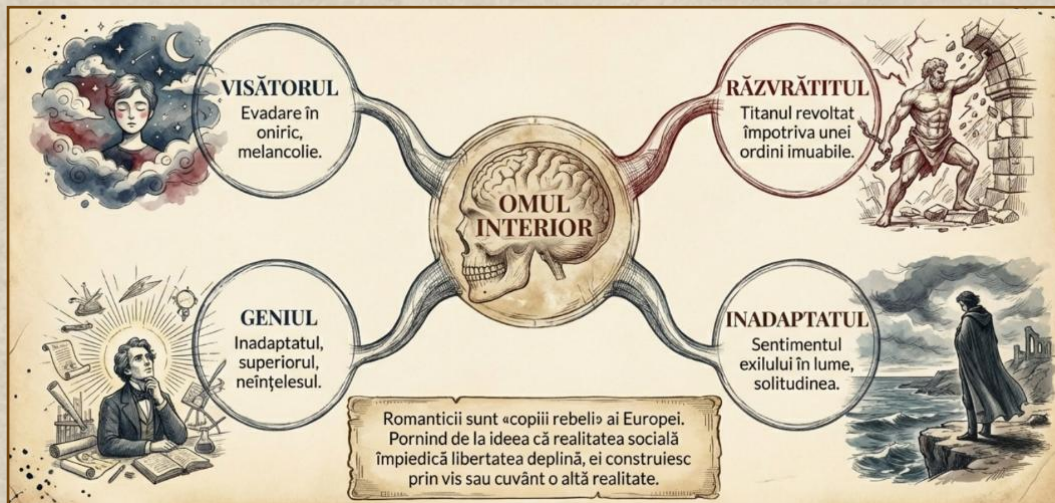 VISĂTORUL
Evadare în
oniric,
melancolie.
RĂZVRĂTITUL
Titanul revoltat
împotriva unei
ordini imuabile.
OMUL
INTERIOR
GENIUL
Inadaptatul,
superiorul,
neînțelesul.
INADAPTATUL
Sentimentul
exilului în lume,
solitudinea.
Romanticii sunt «copiii rebeli» ai Europei.
Pornind de la ideea că realitatea socială
împiedică libertatea deplină, ei construiesc
prin vis sau cuvânt o altă realitate.